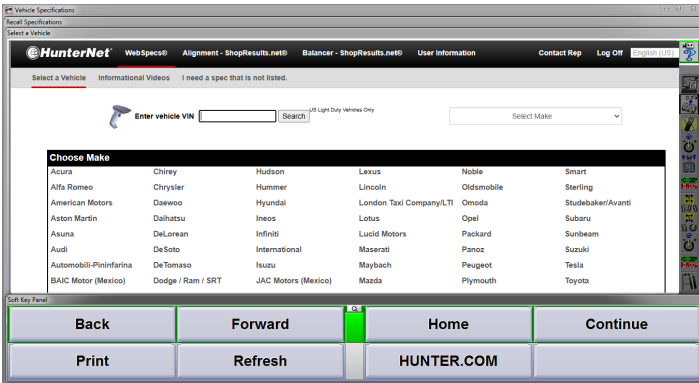 Vehicle Specifications
Recall Specifications
Select a Vehicle
HunterNet WebSpecs® Alignment - ShopResults.net® Balancer - ShopResults.net® User Information Contact Rep Log Off English (US)
Select a Vehicle Informational Videos I need a spec that is not listed.
Enter vehicle VIN Search US Light Duty Vehicles Only Select Make
Choose Make
Acura Chirey Hudson Lexus Noble Smart
Alfa Romeo Chrysler Hummer Lincoln Oldsmobile Sterling
American Motors Daewoo Hyundai London Taxi Company/LTI Omoda Studebaker/Avanti
Aston Martin Daihatsu Ineos Lotus Opel Subaru
Asuna DeLorean Infiniti Lucid Motors Packard Sunbeam
Audi DeSoto International Maserati Panoz Suzuki
Automobili-Pininfarina DeTomaso Isuzu Maybach Peugeot Tesla
BAIC Motor (Mexico) Dodge / Ram / SRT JAC Motors (Mexico) Mazda Plymouth Toyota
Soft Key Panel
Back Forward Home Continue
Print Refresh HUNTER.COM